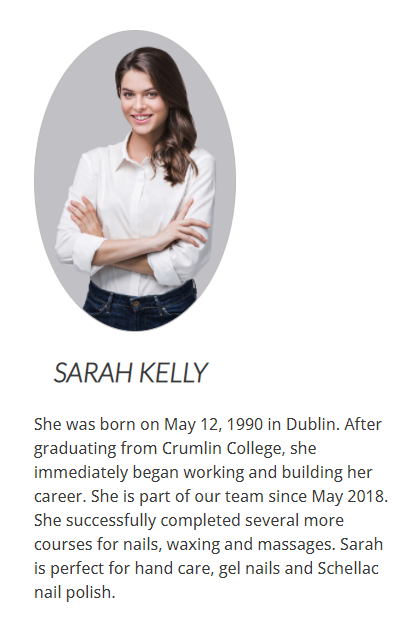 SARAH KELLY
She was born on May 12, 1990 in Dublin. After
graduating from Crumlin College, she
immediately began working and building her
career. She is part of our team since May 2018.
She successfully completed several more
courses for nails, waxing and massages. Sarah
is perfect for hand care, gel nails and Schellac
nail polish.